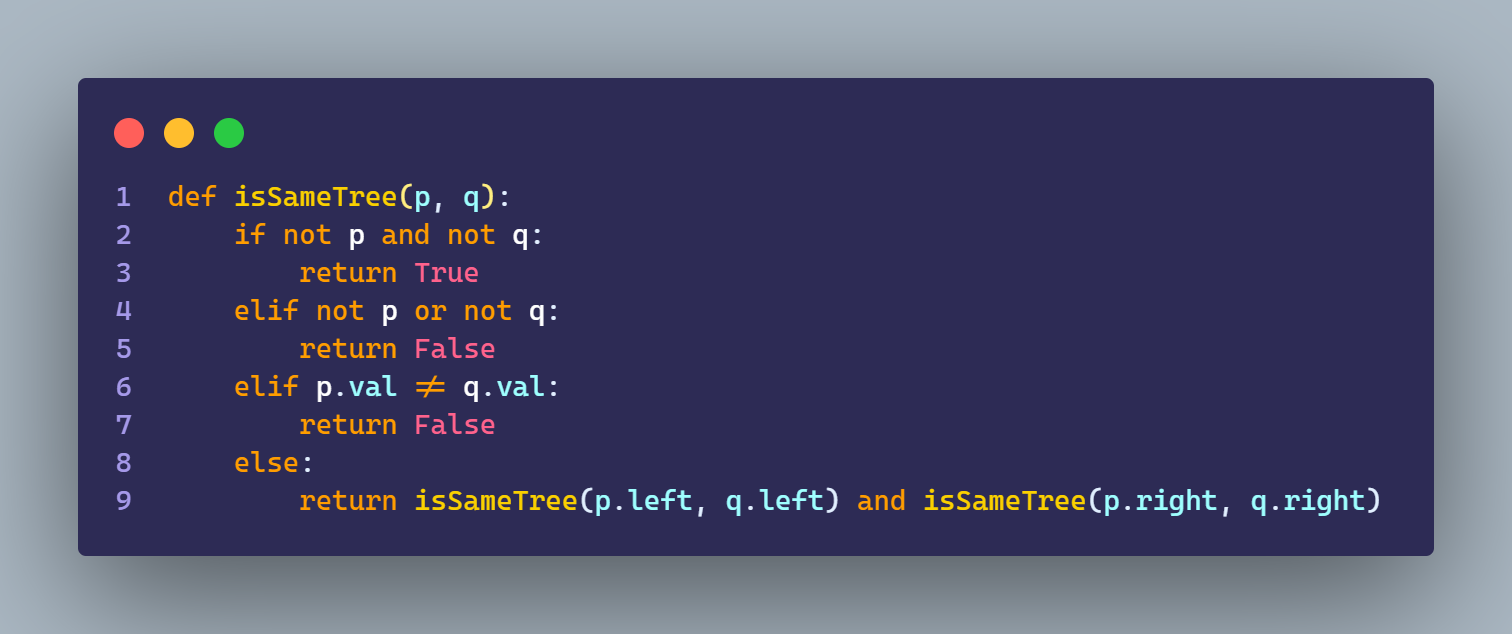 1 def isSameTree(p, q):
2     if not p and not q:
3         return True
4     elif not p or not q:
5         return False
6     elif p.val ≠ q.val:
7         return False
8     else:
9         return isSameTree(p.left, q.left) and isSameTree(p.right, q.right)